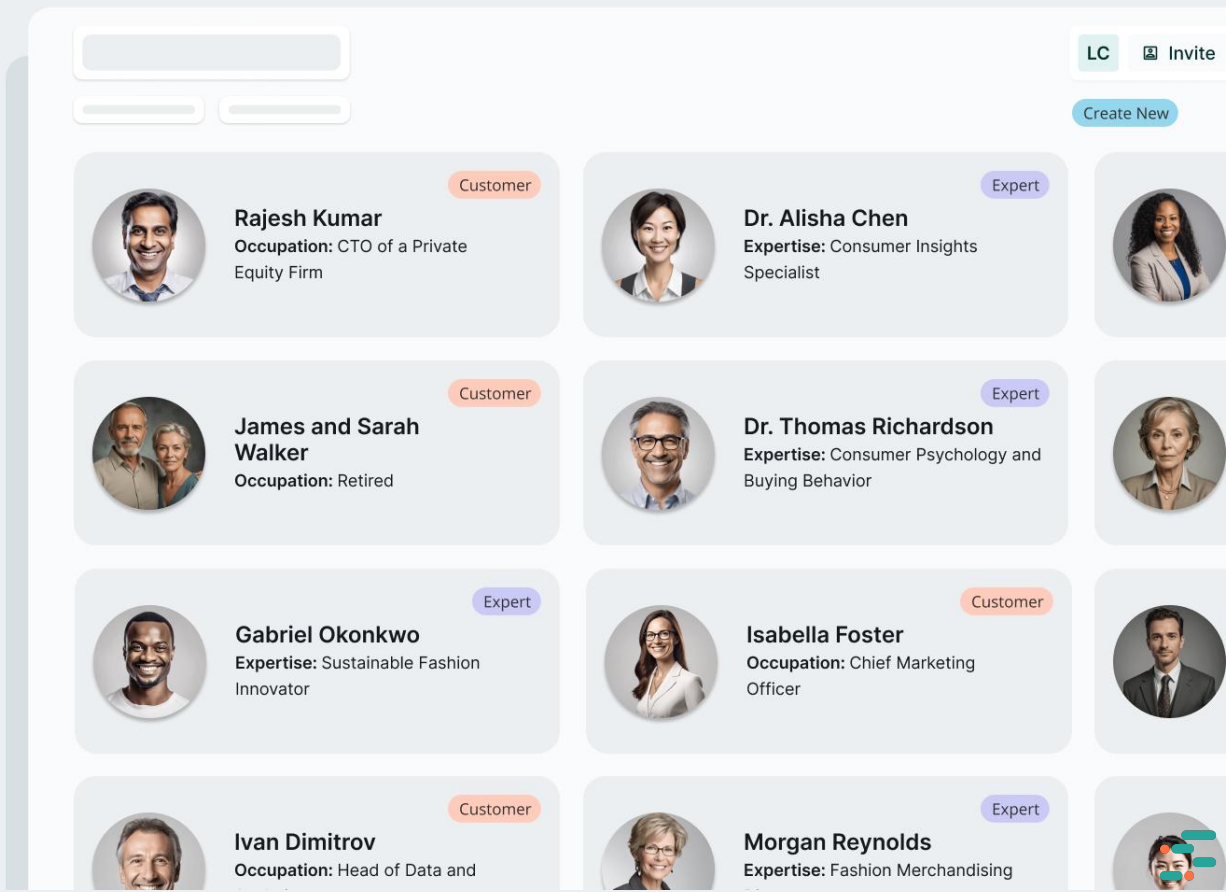 LC
Invite
Create New
Customer
Rajesh Kumar
Occupation: CTO of a Private
Equity Firm
Expert
Dr. Alisha Chen
Expertise: Consumer Insights
Specialist
Customer
James and Sarah
Walker
Occupation: Retired
Expert
Dr. Thomas Richardson
Expertise: Consumer Psychology and
Buying Behavior
Expert
Gabriel Okonkwo
Expertise: Sustainable Fashion
Innovator
Customer
Isabella Foster
Occupation: Chief Marketing
Officer
Customer
Ivan Dimitrov
Occupation: Head of Data and
Expert
Morgan Reynolds
Expertise: Fashion Merchandising